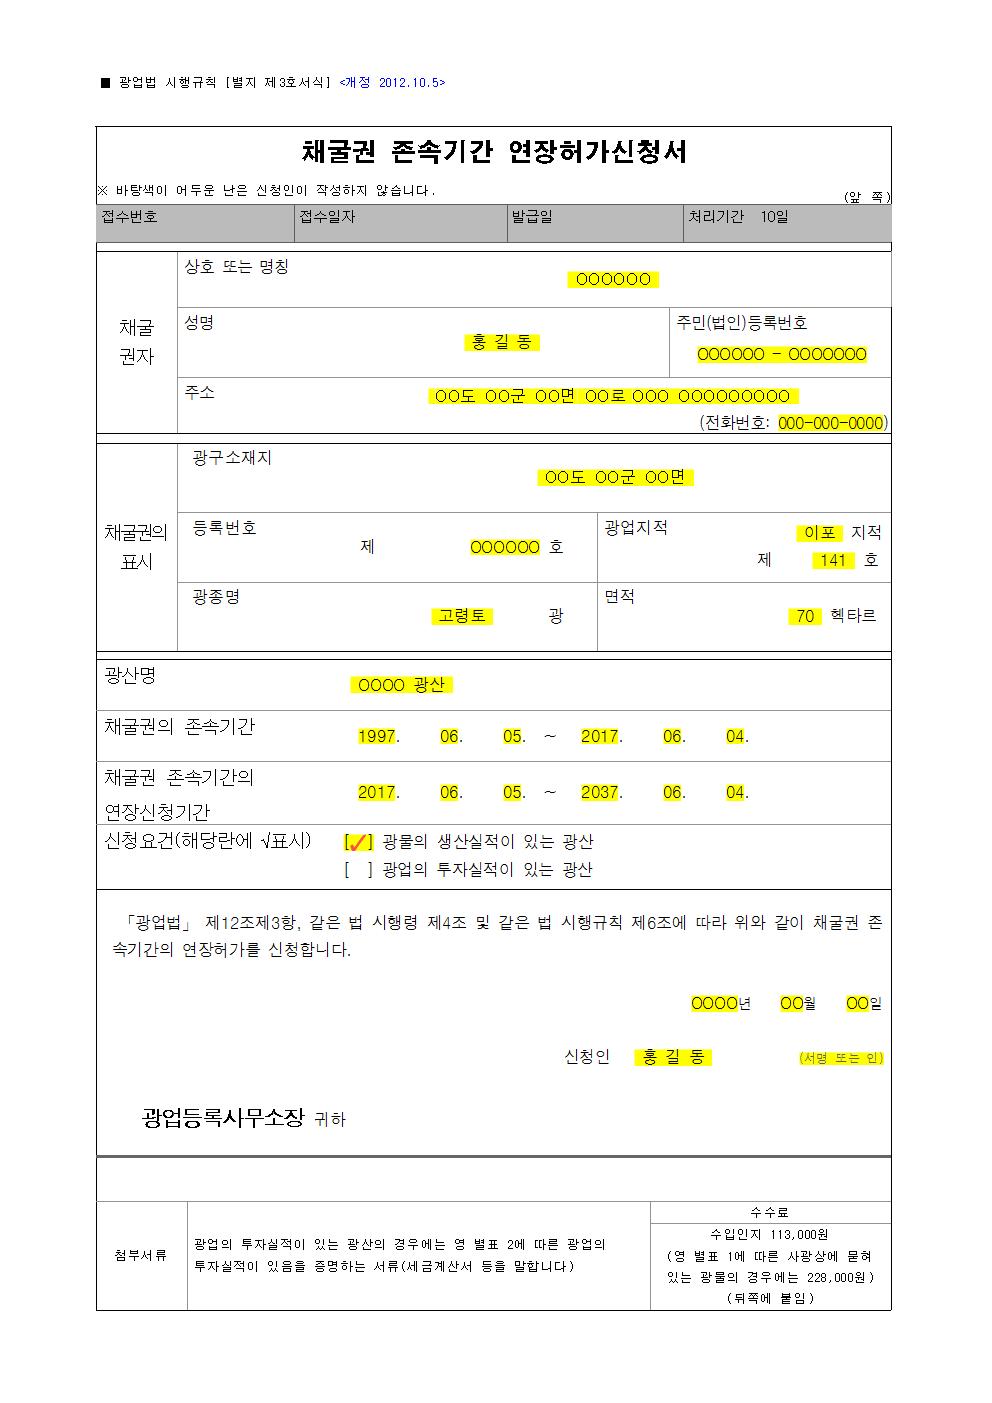 ■ 광업법 시행규칙 [별지 제3호서식] <개정 2012.10.5>
채굴권 존속기간 연장허가신청서
※ 바탕색이 어두운 난은 신청인이 작성하지 않습니다.
(앞 쪽)
접수번호 접수일자 발급일 처리기간 10일
상호 또는 명칭
OOOOOO
채굴
권자
성명
홍 길 동
주민(법인)등록번호
OOOOOO - OOOOOOO
주소
OO도 OO군 OO면 OO로 OOO OOOOOOOOO
(전화번호: 000-000-0000)
광구소재지
OO도 OO군 OO면
채굴권의
표시
등록번호
제 OOOOOO 호
광업지적
이포 지적
제 141 호
광종명
고령토 광
면적
70 헥타르
광산명
OOOO 광산
채굴권의 존속기간
1997. 06. 05. ~ 2017. 06. 04.
채굴권 존속기간의
연장신청기간
2017. 06. 05. ~ 2037. 06. 04.
신청요건(해당란에 √표시) [✓] 광물의 생산실적이 있는 광산
[ ] 광업의 투자실적이 있는 광산
「광업법」 제12조제3항, 같은 법 시행령 제4조 및 같은 법 시행규칙 제6조에 따라 위와 같이 채굴권 존
속기간의 연장허가를 신청합니다.
OOOO년 OO월 OO일
신청인 홍 길 동 (서명 또는 인)
광업등록사무소장 귀하
첨부서류
광업의 투자실적이 있는 광산의 경우에는 영 별표 2에 따른 광업의
투자실적이 있음을 증명하는 서류(세금계산서 등을 말합니다)
수수료
수입인지 113,000원
(영 별표 1에 따른 사광상에 묻혀
있는 광물의 경우에는 228,000원)
(뒤쪽에 붙임)